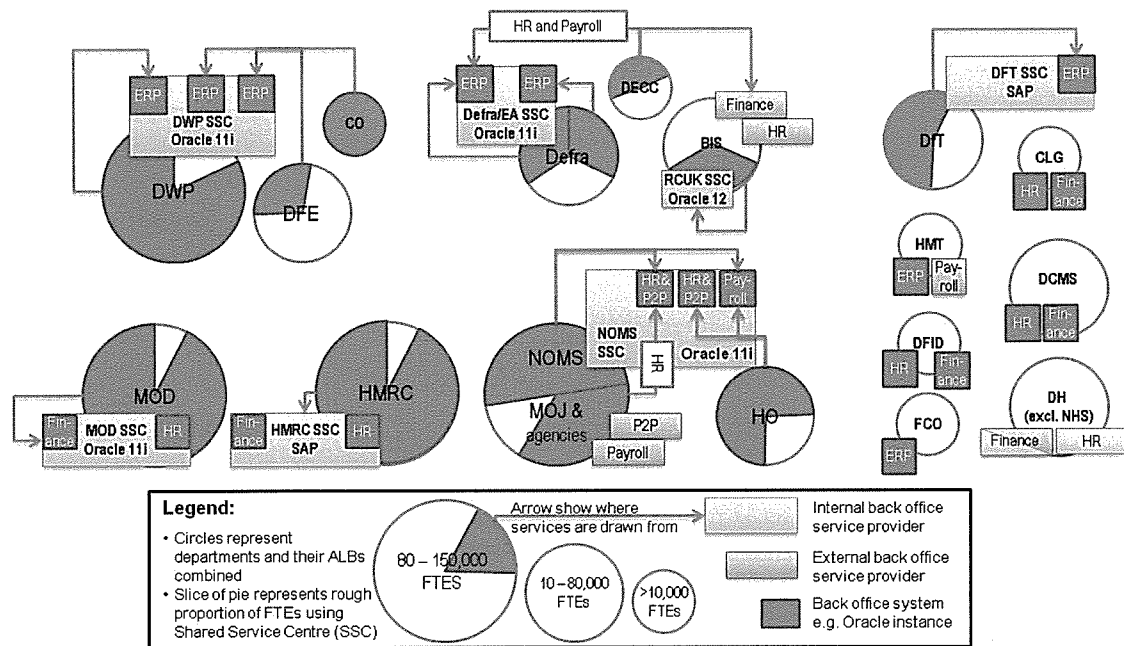 HR and Payroll
ERP
ERP
ERP
DWP SSC
Oracle 11i
DWP
CO
DFE
ERP
ERP
Defra/EA SSC
Oracle 11i
Defra
DECC
Finance
HR
BIS
RCUK SSC
Oracle 12
DFT SSC
SAP
ERP
DfT
CLG
HR
Fin-
ance
HMT
ERP
Pay-
roll
DCMS
HR
Fin-
ance
DFID
HR
Fin-
ance
FCO
ERP
DH
(excl. NHS)
Finance
HR
MOD
Fin-
ance
MOD SSC
Oracle 11i
HR
HMRC
Fin-
ance
HMRC SSC
SAP
HR
HR&
P2P
HR&
P2P
Pay-
roll
NOMS
SSC
Oracle 11i
NOMS
HR
MOJ &
agencies
P2P
Payroll
HO
Legend:
• Circles represent
departments and their ALBs
combined
• Slice of pie represents rough
proportion of FTEs using
Shared Service Centre (SSC)
80 – 150,000
FTES
Arrow show where
services are drawn from
10 – 80,000
FTEs
>10,000
FTEs
Internal back office
service provider
External back office
service provider
Back office system
e.g. Oracle instance